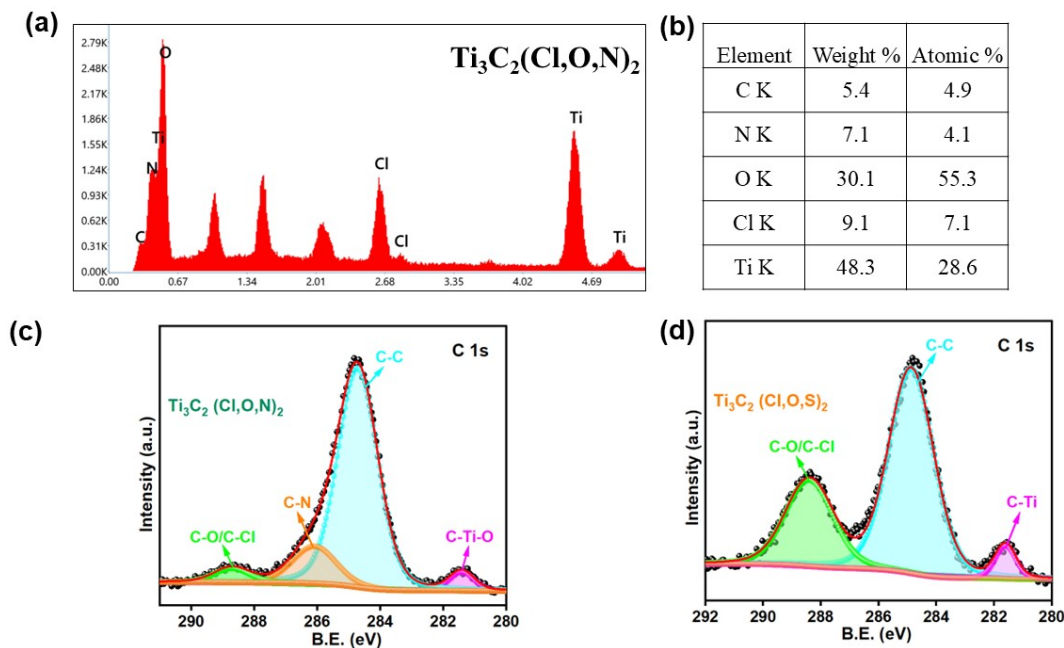 (a)
Ti₃C₂(Cl,O,N)₂
2.79K
2.48K
2.17K
1.86K
1.55K
1.24K
0.93K
0.62K
0.31K
0.00K
O
Ti
N
C
Cl
Cl
Ti
Ti
0.00 0.67 1.34 2.01 2.68 3.35 4.02 4.69
(b)
Element Weight % Atomic %
C K 5.4 4.9
N K 7.1 4.1
O K 30.1 55.3
Cl K 9.1 7.1
Ti K 48.3 28.6
(c)
C 1s
C-C
Ti₃C₂ (Cl,O,N)₂
C-N
C-O/C-Cl
C-Ti-O
Intensity (a.u.)
290 288 286 284 282 280
B.E. (eV)
(d)
C 1s
C-C
Ti₃C₂ (Cl,O,S)₂
C-O/C-Cl
C-Ti
Intensity (a.u.)
292 290 288 286 284 282 280
B.E. (eV)